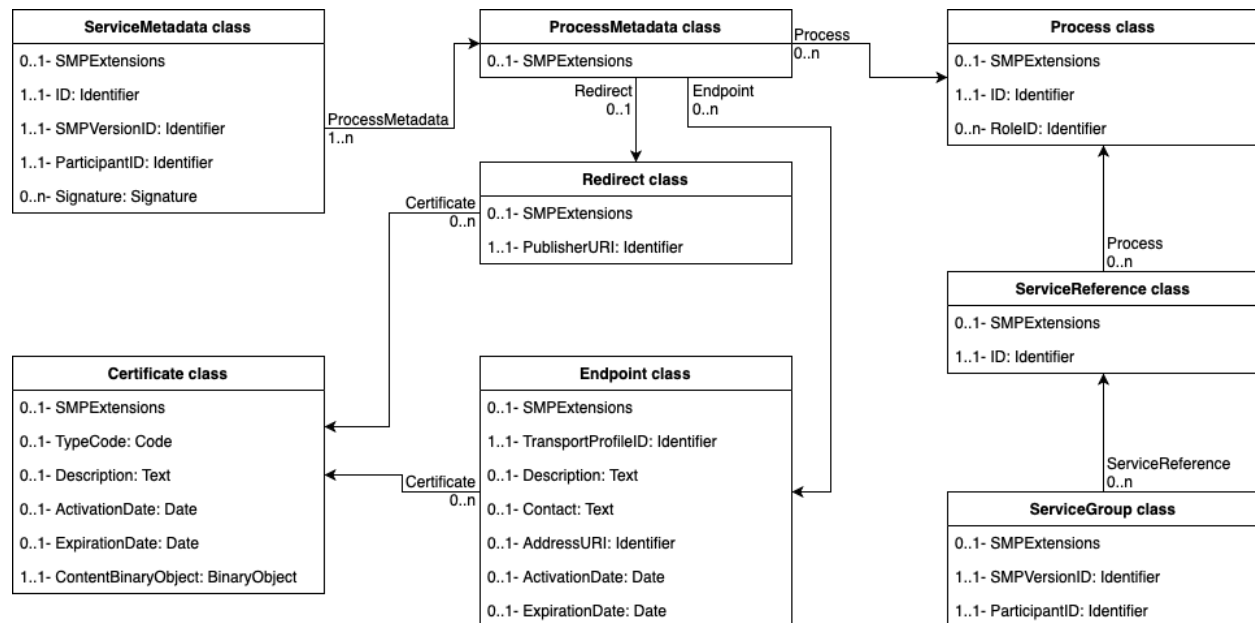 ServiceMetadata class
0..1- SMPExtensions
1..1- ID: Identifier
1..1- SMPVersionID: Identifier
1..1- ParticipantID: Identifier
0..n- Signature: Signature
ProcessMetadata
1..n
ProcessMetadata class
0..1- SMPExtensions
Process
0..n
Redirect
0..1
Endpoint
0..n
Process class
0..1- SMPExtensions
1..1- ID: Identifier
0..n- RoleID: Identifier
Redirect class
0..1- SMPExtensions
1..1- PublisherURI: Identifier
Certificate
0..n
Process
0..n
ServiceReference class
0..1- SMPExtensions
1..1- ID: Identifier
Certificate class
0..1- SMPExtensions
0..1- TypeCode: Code
0..1- Description: Text
0..1- ActivationDate: Date
0..1- ExpirationDate: Date
1..1- ContentBinaryObject: BinaryObject
Certificate
0..n
Endpoint class
0..1- SMPExtensions
1..1- TransportProfileID: Identifier
0..1- Description: Text
0..1- Contact: Text
0..1- AddressURI: Identifier
0..1- ActivationDate: Date
0..1- ExpirationDate: Date
ServiceReference
0..n
ServiceGroup class
0..1- SMPExtensions
1..1- SMPVersionID: Identifier
1..1- ParticipantID: Identifier